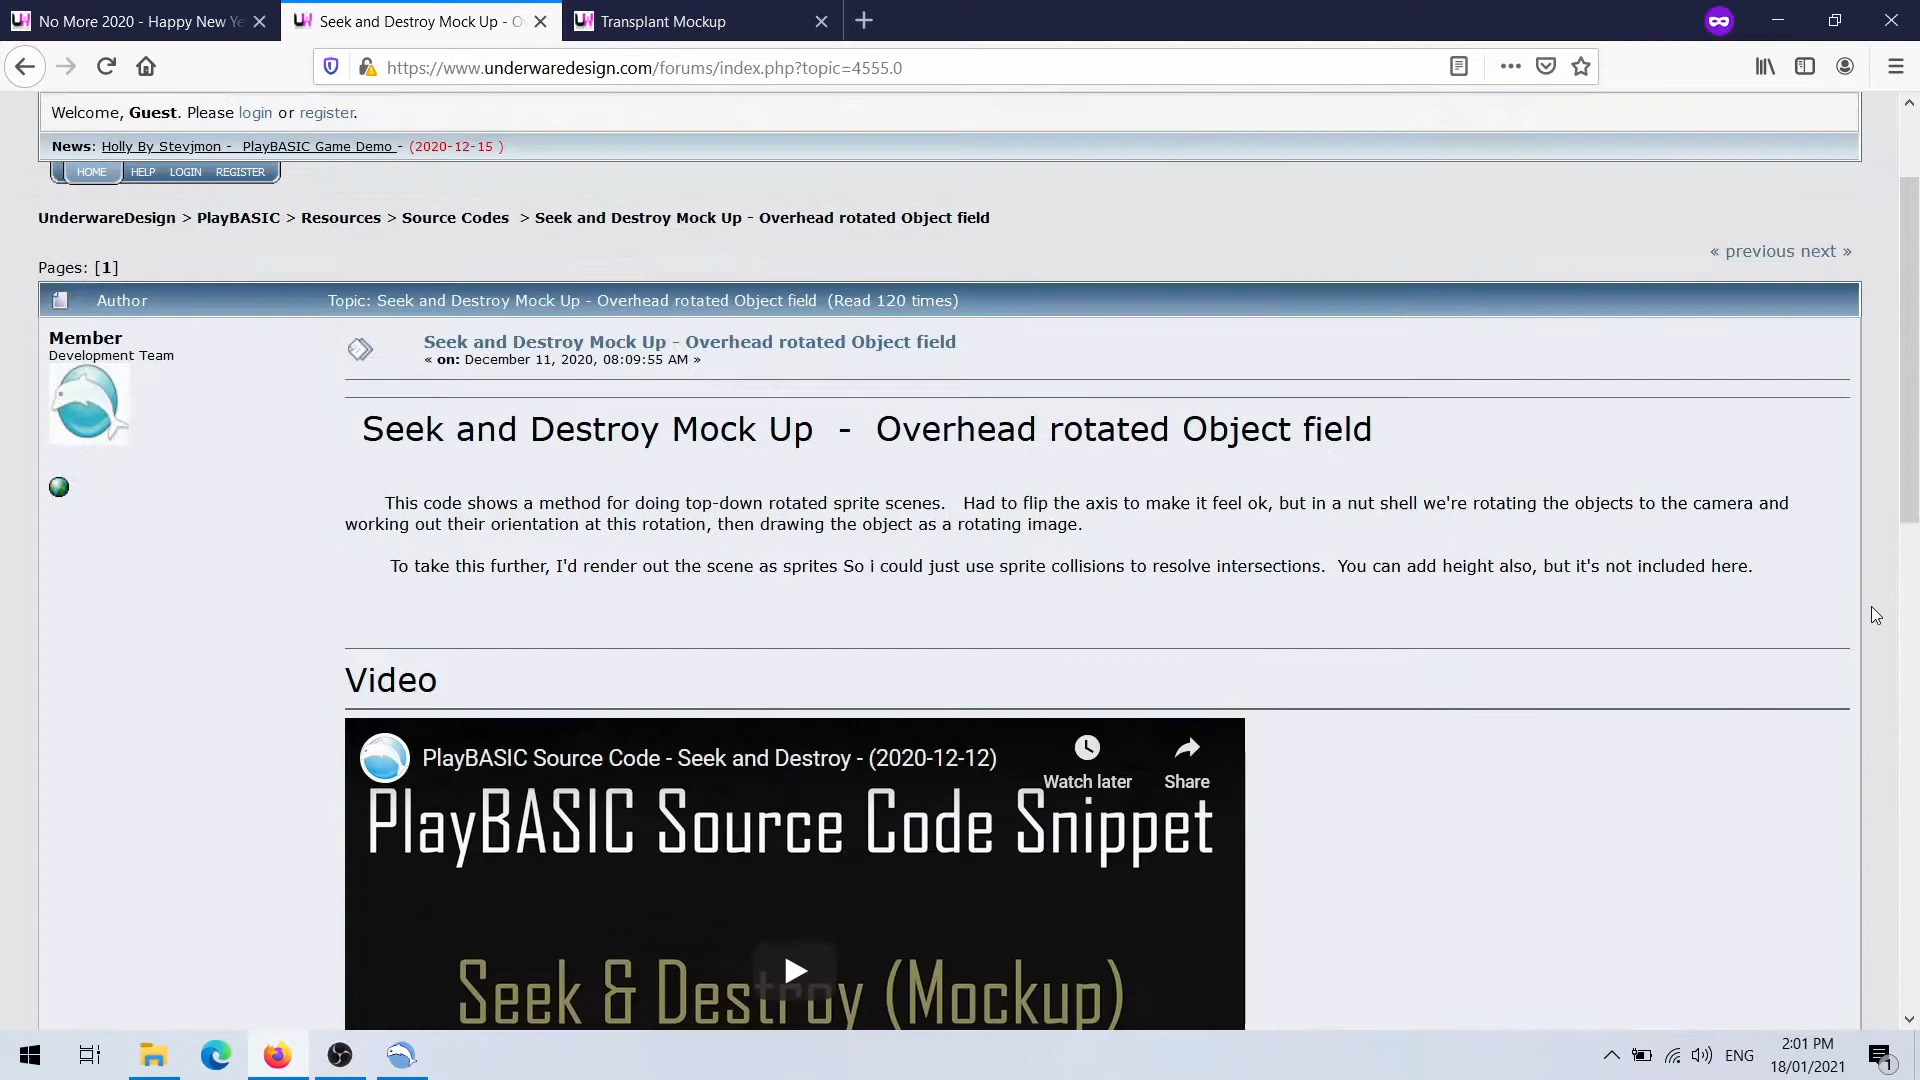 No More 2020 - Happy New Ye
Seek and Destroy Mock Up - O
Transplant Mockup
https://www.underwaredesign.com/forums/index.php?topic=4555.0
Welcome, Guest. Please login or register.
News: Holly By Stevjmon - PlayBASIC Game Demo - (2020-12-15 )
HOME HELP LOGIN REGISTER
UnderwareDesign > PlayBASIC > Resources > Source Codes > Seek and Destroy Mock Up - Overhead rotated Object field
« previous next »
Pages: [1]
Author Topic: Seek and Destroy Mock Up - Overhead rotated Object field (Read 120 times)
Member
Development Team
Seek and Destroy Mock Up - Overhead rotated Object field
« on: December 11, 2020, 08:09:55 AM »
Seek and Destroy Mock Up - Overhead rotated Object field
This code shows a method for doing top-down rotated sprite scenes. Had to flip the axis to make it feel ok, but in a nut shell we're rotating the objects to the camera and
working out their orientation at this rotation, then drawing the object as a rotating image.
To take this further, I'd render out the scene as sprites So i could just use sprite collisions to resolve intersections. You can add height also, but it's not included here.
Video
PlayBASIC Source Code - Seek and Destroy - (2020-12-12)
Watch later
Share
PlayBASIC Source Code Snippet
Seek & Destroy (Mockup)
ENG
2:01 PM
18/01/2021
1